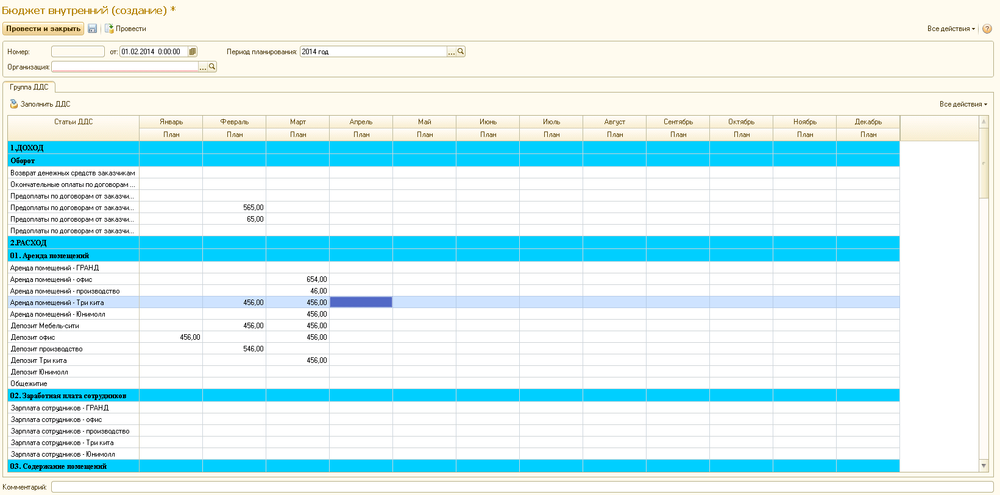 Бюджет внутренний (создание) *
Провести и закрыть Провести Все действия
Номер: от: 01.02.2014 0:00:00 Период планирования: 2014 год ...
Организация: ...
Группа ДДС
Заполнить ДДС Все действия
Статьи ДДС Январь Февраль Март Апрель Май Июнь Июль Август Сентябрь Октябрь Ноябрь Декабрь
План План План План План План План План План План План План
1.ДОХОД
Оборот
Возврат денежных средств заказчикам
Окончательные оплаты по договорам ...
Предоплаты по договорам от заказчи...
Предоплаты по договорам от заказчи... 565,00
Предоплаты по договорам от заказчи... 65,00
Предоплаты по договорам от заказчи...
2.РАСХОД
01. Аренда помещений
Аренда помещений - ГРАНД
Аренда помещений - офис 654,00
Аренда помещений - производство 46,00
Аренда помещений - Три кита 456,00 456,00
Аренда помещений - Юнимолл 456,00
Депозит Мебель-сити 456,00 456,00
Депозит офис 456,00 456,00
Депозит производство 546,00
Депозит Три кита 456,00
Депозит Юнимолл
Общежитие
02. Заработная плата сотрудников
Зарплата сотрудников - ГРАНД
Зарплата сотрудников - офис
Зарплата сотрудников - производство
Зарплата сотрудников - Три кита
Зарплата сотрудников - Юнимолл
03. Содержание помещений
Комментарий: